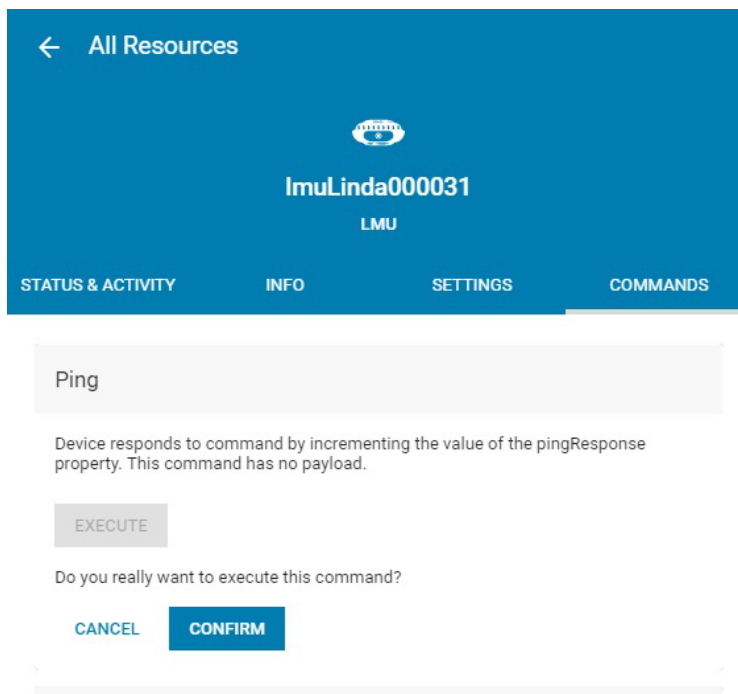 All Resources
lmuLinda000031
LMU
STATUS & ACTIVITY INFO SETTINGS COMMANDS
Ping
Device responds to command by incrementing the value of the pingResponse
property. This command has no payload.
EXECUTE
Do you really want to execute this command?
CANCEL CONFIRM